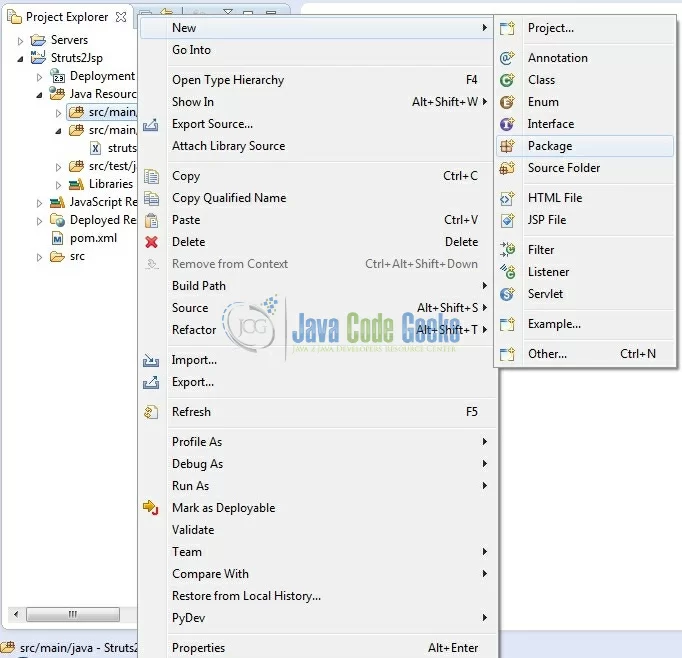 Project Explorer
Servers
Struts2Jsp
Deployment
Java Resourc
src/main
src/main
struts
src/test/j
Libraries
JavaScript Re
Deployed Re
pom.xml
src
src/main/java - Struts2
New
Go Into
Open Type Hierarchy F4
Show In Alt+Shift+W
Export Source...
Attach Library Source
Copy Ctrl+C
Copy Qualified Name
Paste Ctrl+V
Delete Delete
Remove from Context Ctrl+Alt+Shift+Down
Build Path
Source Alt+Shift+S
Refactor Alt+Shift+T
Import...
Export...
Refresh F5
Profile As
Debug As
Run As
Mark as Deployable
Validate
Team
Compare With
Restore from Local History...
PyDev
Properties Alt+Enter
Project...
Annotation
Class
Enum
Interface
Package
Source Folder
HTML File
JSP File
Filter
Listener
Servlet
Example...
Other... Ctrl+N
JCG
Java Code Geeks
JAVA 2 JAVA DEVELOPERS RESOURCE CENTER